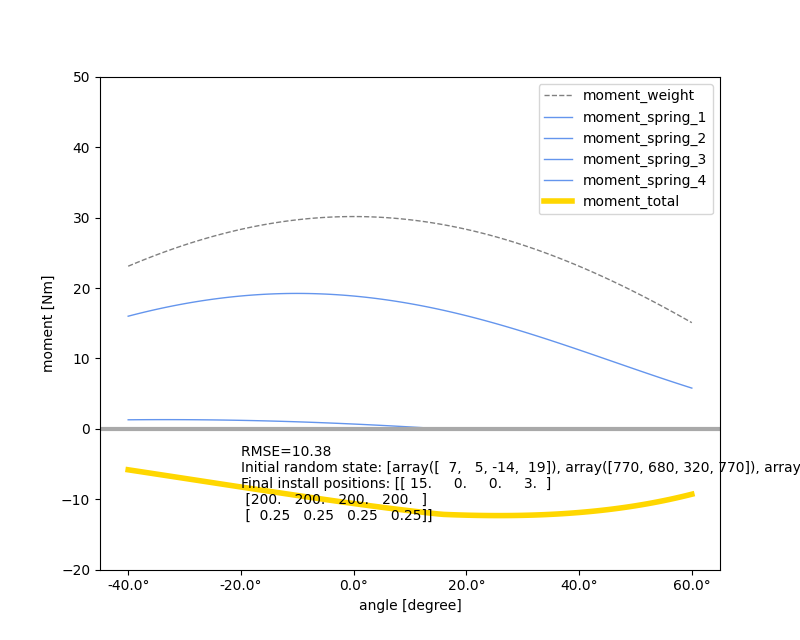 50
40
30
20
10
0
−10
−20
-40.0°
-20.0°
0.0°
20.0°
40.0°
60.0°
moment [Nm]
angle [degree]
moment_weight
moment_spring_1
moment_spring_2
moment_spring_3
moment_spring_4
moment_total
RMSE=10.38
Initial random state: [array([  7,   5, -14,  19]), array([770, 680, 320, 770]), array
Final install positions: [[ 15.     0.     0.     3.  ]
[200.   200.   200.   200.  ]
[  0.25   0.25   0.25   0.25]]